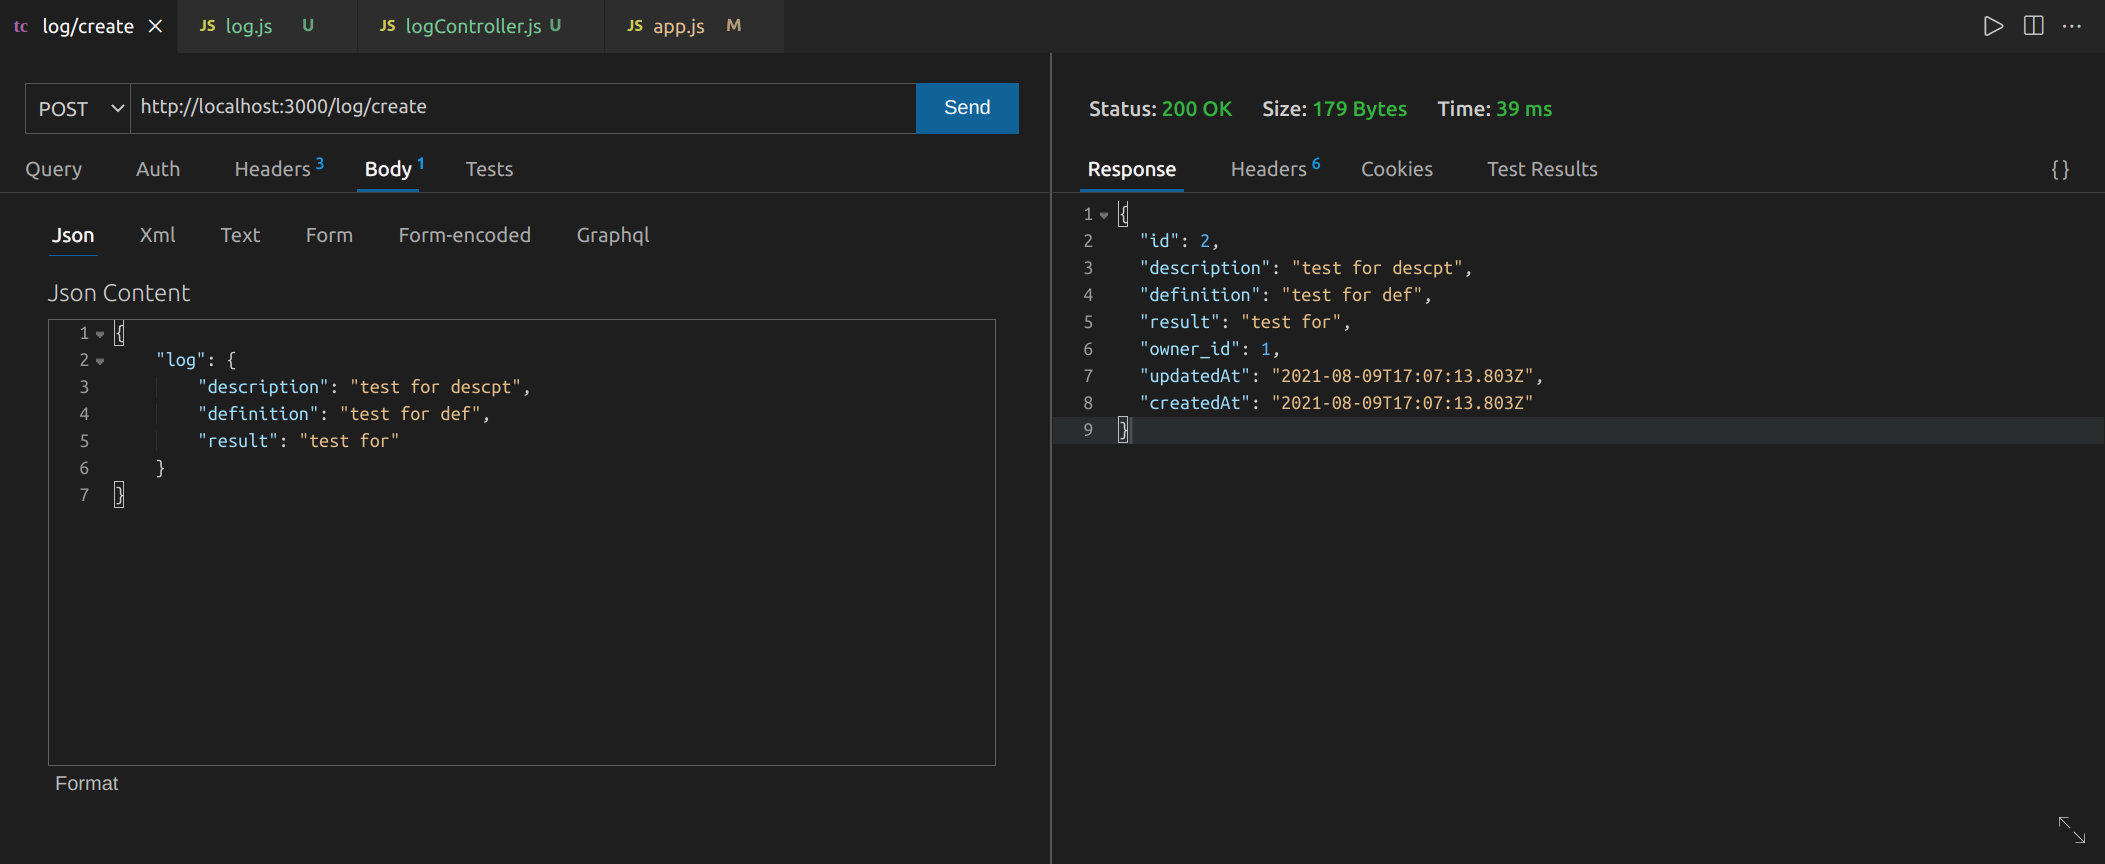 tc log/create JS log.js U JS logController.js U JS app.js M
POST http://localhost:3000/log/create Send
Query Auth Headers 3 Body 1 Tests
Json Xml Text Form Form-encoded Graphql
Json Content
1 {
2 "log": {
3 "description": "test for descpt",
4 "definition": "test for def",
5 "result": "test for"
6 }
7 }
Format
Status: 200 OK Size: 179 Bytes Time: 39 ms
Response Headers 6 Cookies Test Results {}
1 {
2 "id": 2,
3 "description": "test for descpt",
4 "definition": "test for def",
5 "result": "test for",
6 "owner_id": 1,
7 "updatedAt": "2021-08-09T17:07:13.803Z",
8 "createdAt": "2021-08-09T17:07:13.803Z"
9 }